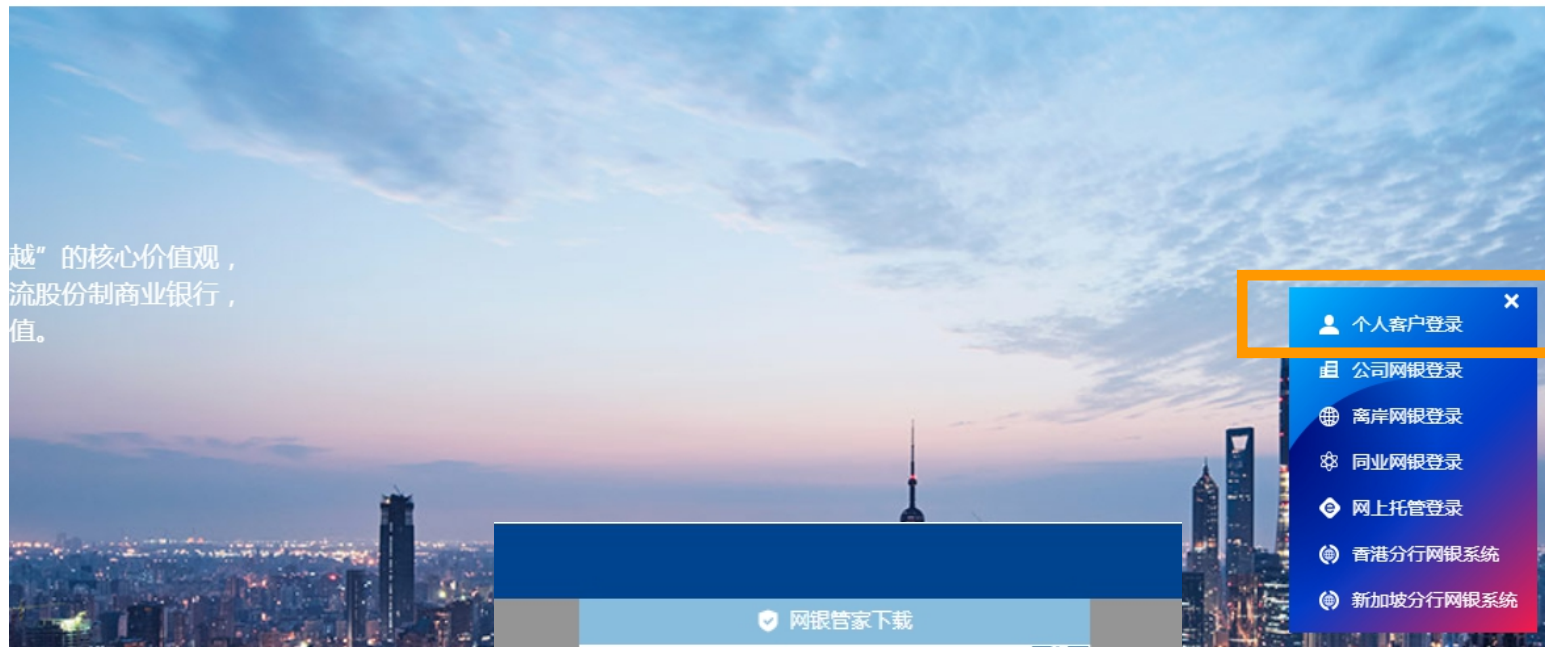 越”的核心价值观，
流股份制商业银行，
值。
个人客户登录
公司网银登录
离岸网银登录
同业网银登录
网上托管登录
香港分行网银系统
新加坡分行网银系统
网银管家下载